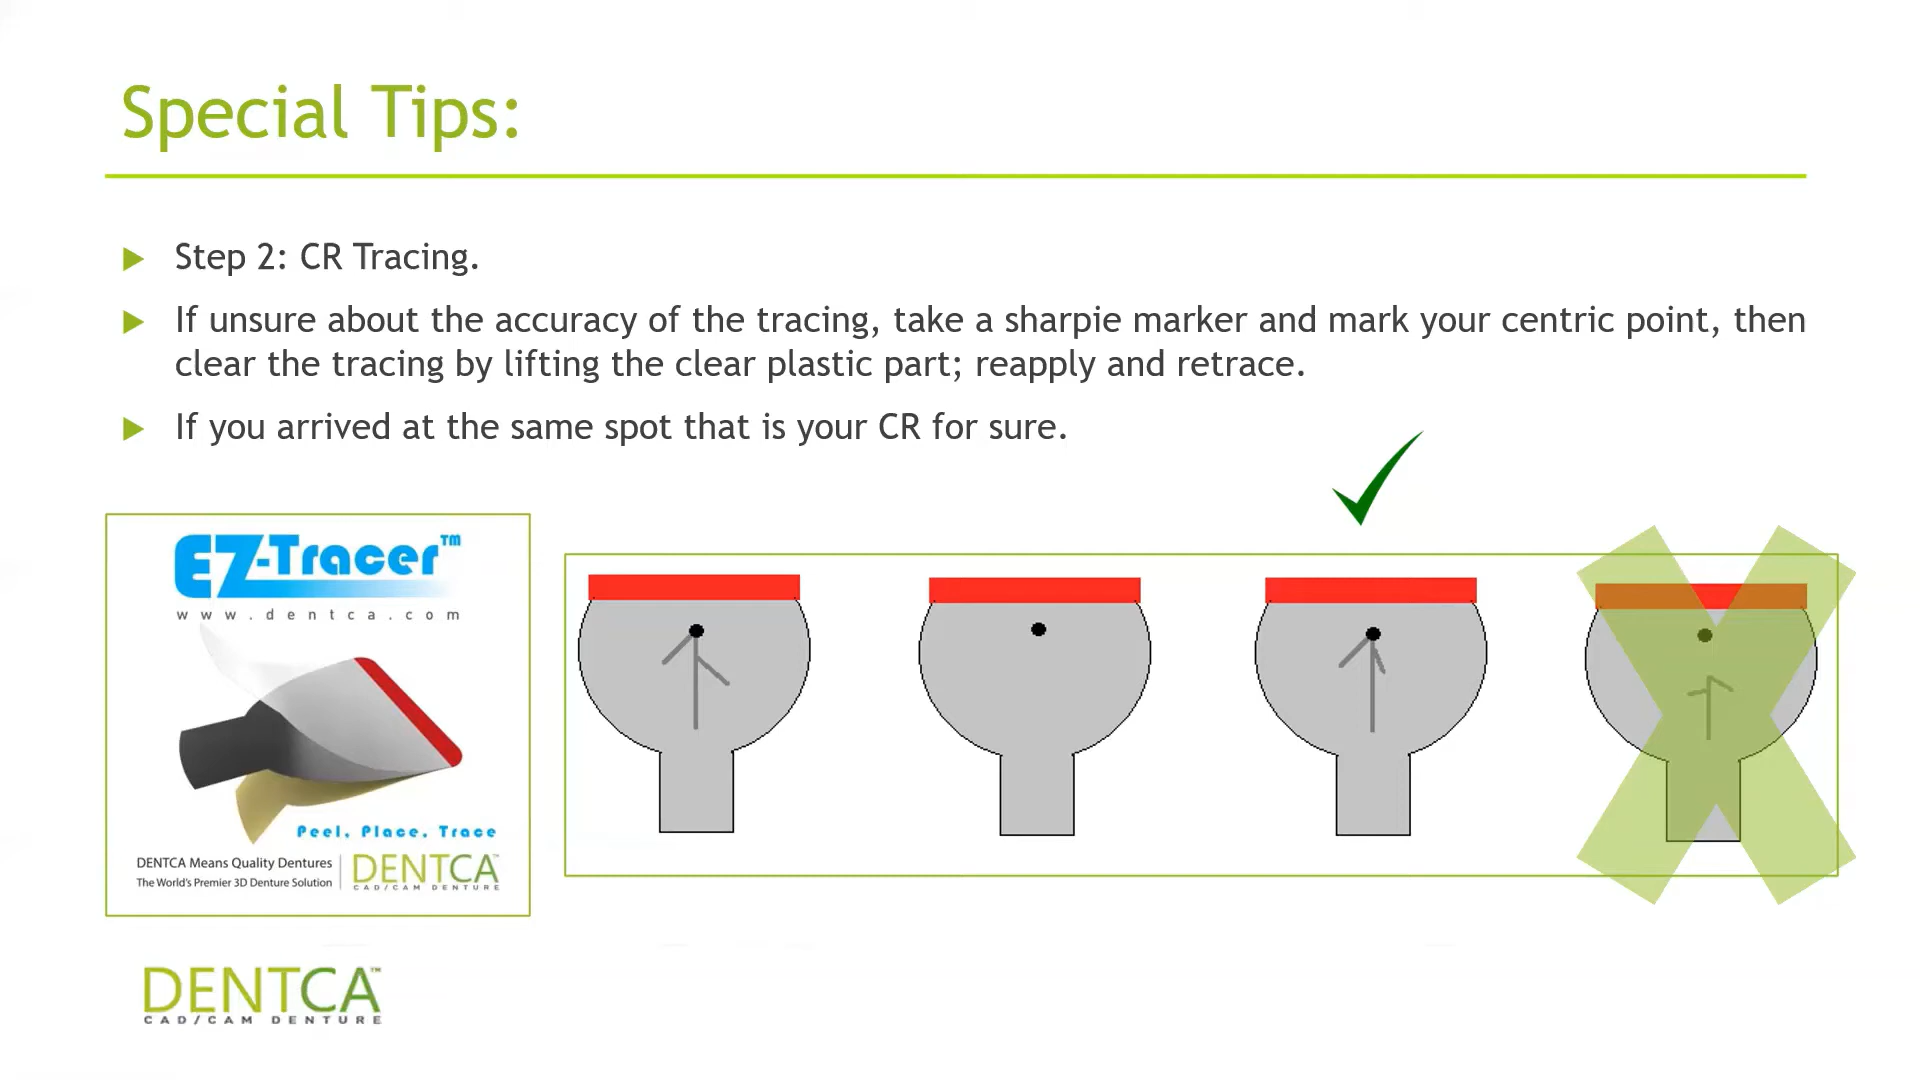 Special Tips:
Step 2: CR Tracing.
If unsure about the accuracy of the tracing, take a sharpie marker and mark your centric point, then
clear the tracing by lifting the clear plastic part; reapply and retrace.
If you arrived at the same spot that is your CR for sure.
EZ-Tracer™
www.dentca.com
Peel, Place, Trace
DENTCA Means Quality Dentures
The World's Premier 3D Denture Solution
DENTCA™
CAD/CAM DENTURE
DENTCA™
CAD/CAM DENTURE